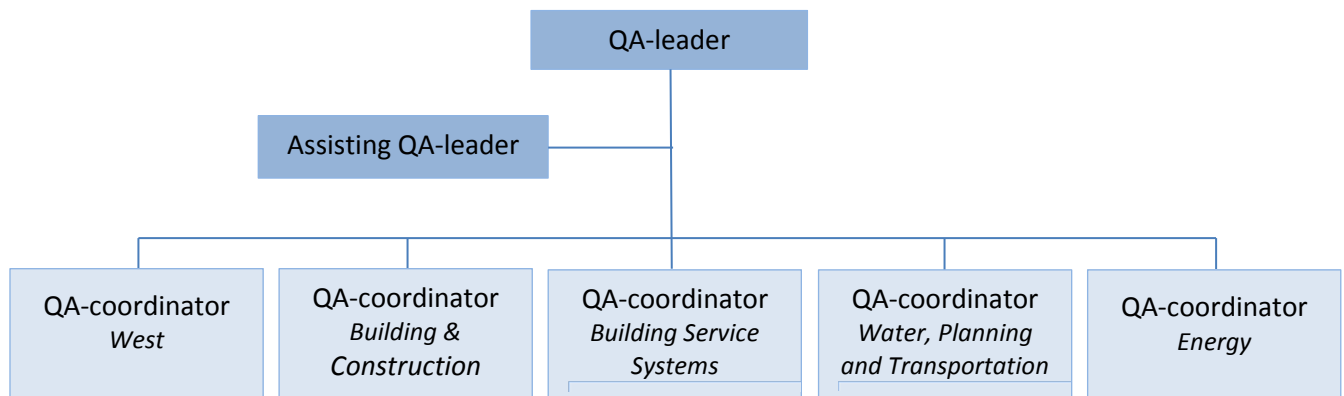 QA-leader
Assisting QA-leader
QA-coordinator
West
QA-coordinator
Building &
Construction
QA-coordinator
Building Service
Systems
QA-coordinator
Water, Planning
and Transportation
QA-coordinator
Energy